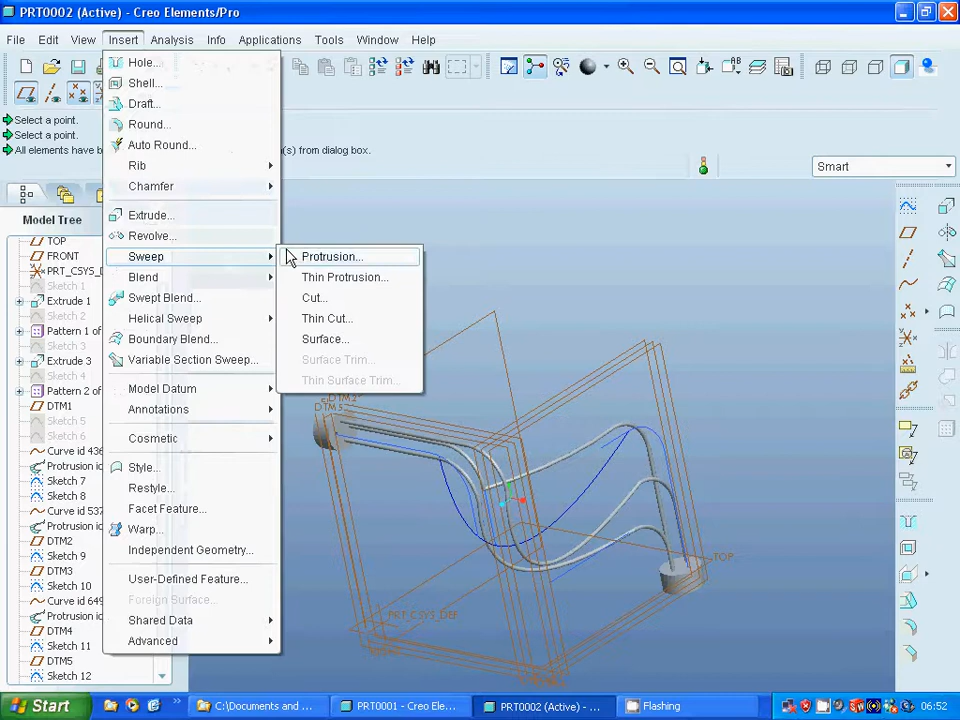 PRT0002 (Active) - Creo Elements/Pro
File Edit View Insert Analysis Info Applications Tools Window Help
Select a point.
Select a point.
All elements have b
n(s) from dialog box.
Smart
Model Tree
TOP
FRONT
PRT_CSYS_D
Sketch 1
Extrude 1
Pattern 1 of
Extrude 3
Sketch 4
Pattern 2 of
DTM1
Sketch 5
Sketch 6
Curve id 436
Protrusion id
Sketch 7
Sketch 8
Curve id 537
Protrusion id
DTM2
Sketch 9
DTM3
Sketch 10
Curve id 649
Protrusion id
DTM4
Sketch 11
DTM5
Sketch 12
Hole...
Shell...
Draft...
Round...
Auto Round...
Rib
Chamfer
Extrude...
Revolve...
Sweep
Blend
Swept Blend...
Helical Sweep
Boundary Blend...
Variable Section Sweep...
Model Datum
Annotations
Cosmetic
Style...
Restyle...
Facet Feature...
Warp...
Independent Geometry...
User-Defined Feature...
Foreign Surface...
Shared Data
Advanced
Protrusion...
Thin Protrusion...
Cut...
Thin Cut...
Surface...
Surface Trim...
Thin Surface Trim...
DTM2
DTM5
TOP
PRT_CSYS_DEF
Start
C:\Documents and ...
PRT0001 - Creo Ele...
PRT0002 (Active) - ...
Flashing
06:52